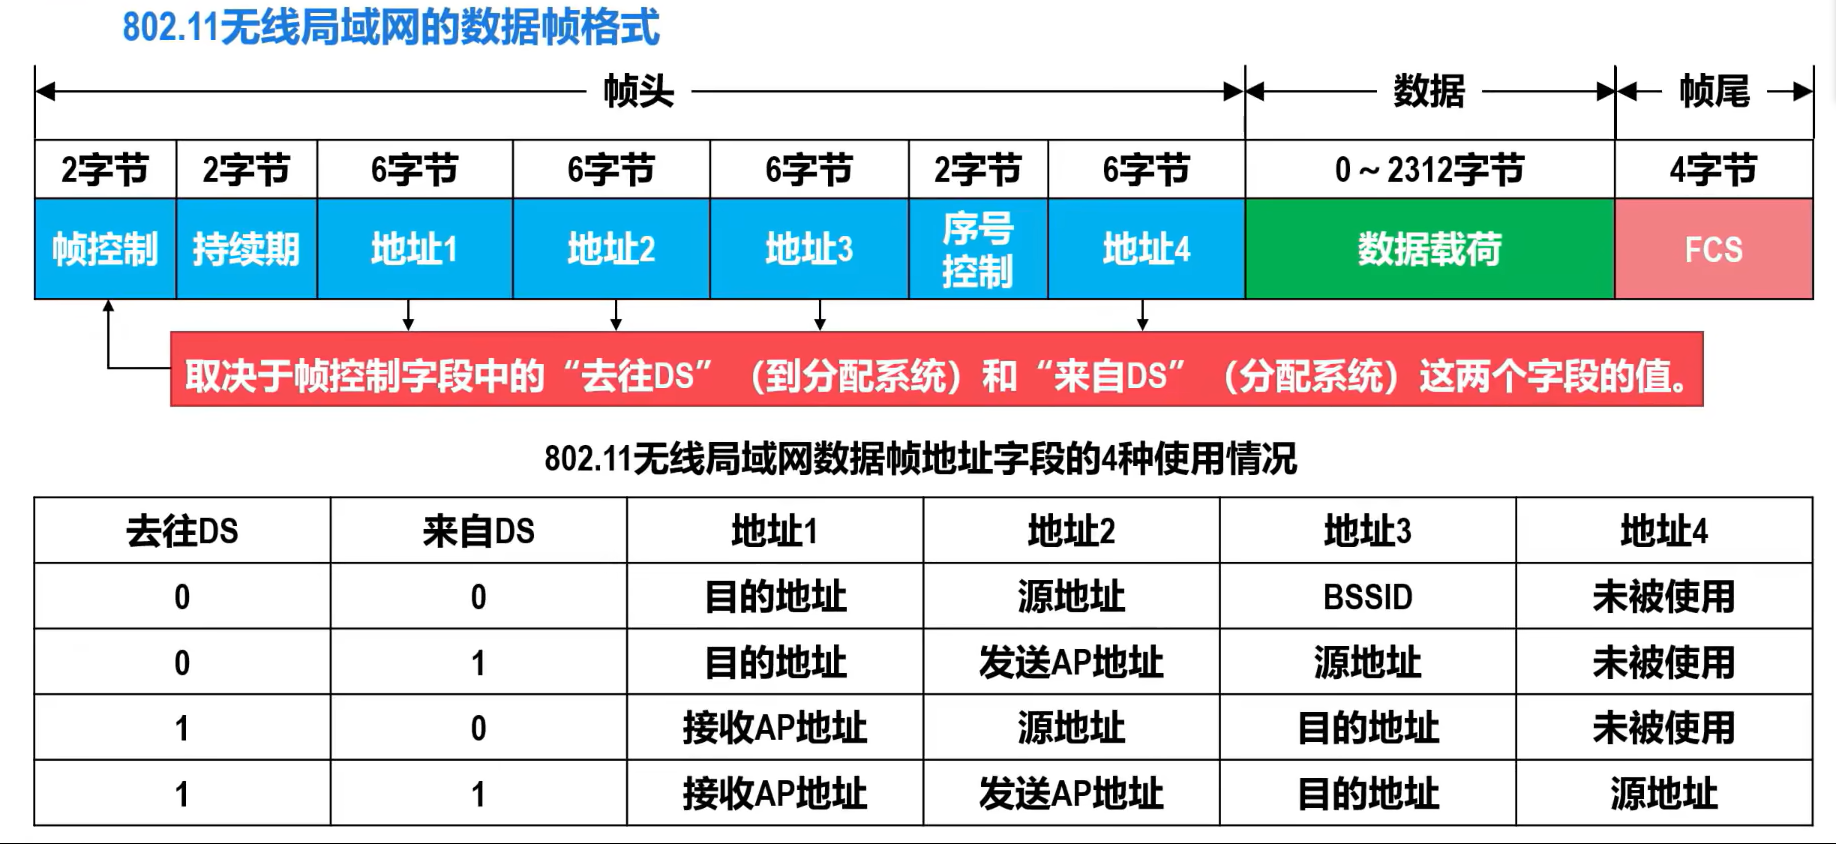 802.11无线局域网的数据帧格式
帧头 数据 帧尾
2字节 2字节 6字节 6字节 6字节 2字节 6字节 0～2312字节 4字节
帧控制 持续期 地址1 地址2 地址3 序号控制 地址4 数据载荷 FCS
取决于帧控制字段中的“去往DS”（到分配系统）和“来自DS”（分配系统）这两个字段的值。
802.11无线局域网数据帧地址字段的4种使用情况
去往DS 来自DS 地址1 地址2 地址3 地址4
0 0 目的地址 源地址 BSSID 未被使用
0 1 目的地址 发送AP地址 源地址 未被使用
1 0 接收AP地址 源地址 目的地址 未被使用
1 1 接收AP地址 发送AP地址 目的地址 源地址